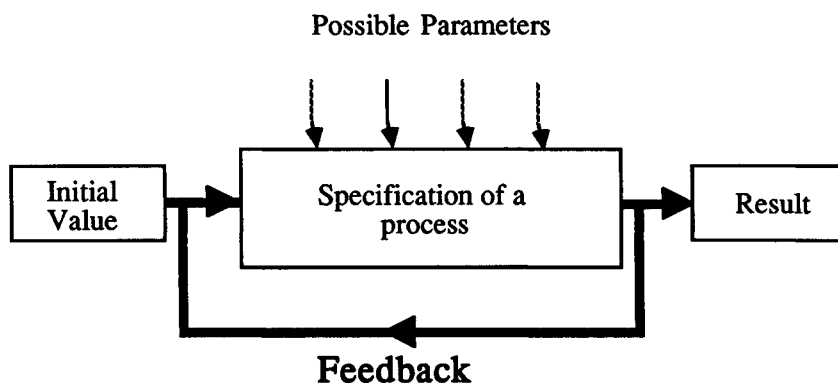 Possible Parameters
Initial
Value
Specification of a
process
Result
Feedback